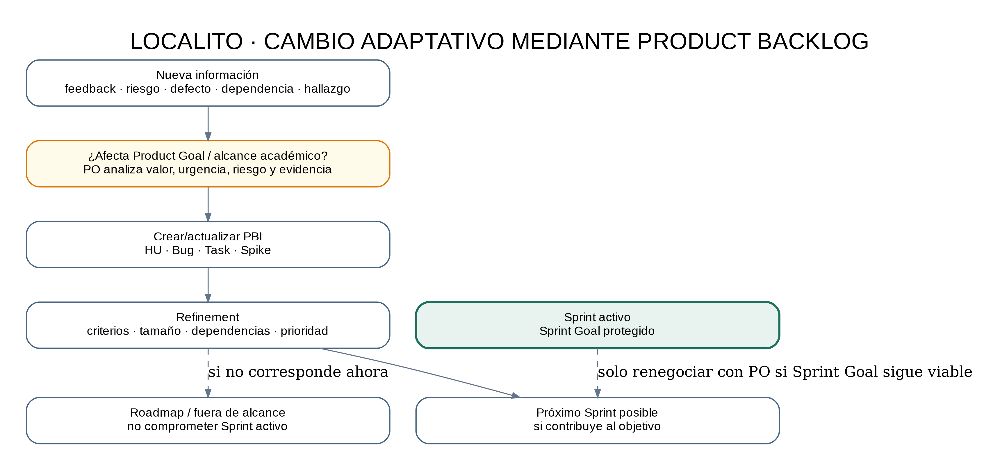 LOCALITO · CAMBIO ADAPTATIVO MEDIANTE PRODUCT BACKLOG
Nueva información
feedback · riesgo · defecto · dependencia · hallazgo
¿Afecta Product Goal / alcance académico?
PO analiza valor, urgencia, riesgo y evidencia
Crear/actualizar PBI
HU · Bug · Task · Spike
Refinement
criterios · tamaño · dependencias · prioridad
Sprint activo
Sprint Goal protegido
si no corresponde ahora
solo renegociar con PO si Sprint Goal sigue viable
Roadmap / fuera de alcance
no comprometer Sprint activo
Próximo Sprint posible
si contribuye al objetivo